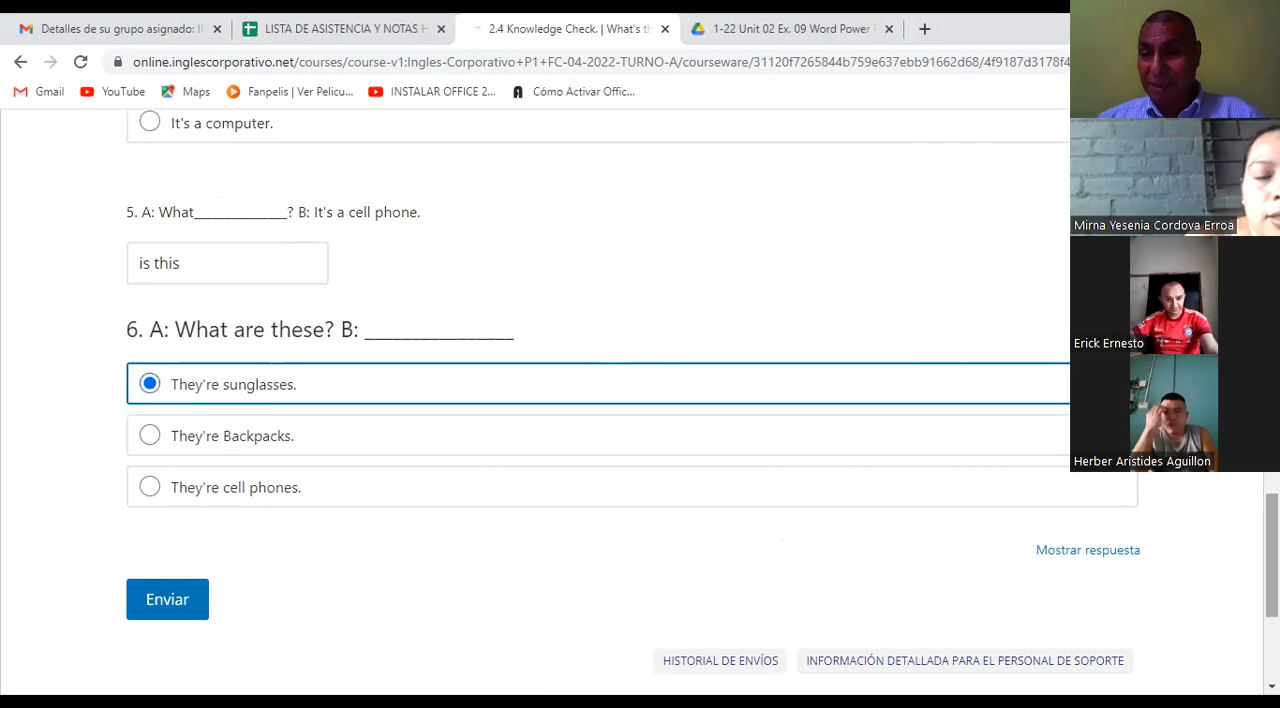 Detalles de su grupo asignado: I
LISTA DE ASISTENCIA Y NOTAS H
2.4 Knowledge Check. | What's th
1-22 Unit 02 Ex. 09 Word Power
online.inglescorporativo.net/courses/course-v1:Ingles-Corporativo+P1+FC-04-2022-TURNO-A/courseware/31120f7265844b759e637ebb91662d68/4f9187d3178f4
Gmail
YouTube
Maps
Fanpelis | Ver Pelicu...
INSTALAR OFFICE 2...
Cómo Activar Offic...
It's a computer.
5. A: What______________? B: It's a cell phone.
is this
6. A: What are these? B: ________________
They're sunglasses.
They're Backpacks.
They're cell phones.
Mostrar respuesta
Enviar
HISTORIAL DE ENVÍOS
INFORMACIÓN DETALLADA PARA EL PERSONAL DE SOPORTE
Mirna Yesenia Cordova Erroa
Erick Ernesto
Herber Aristides Aguillon